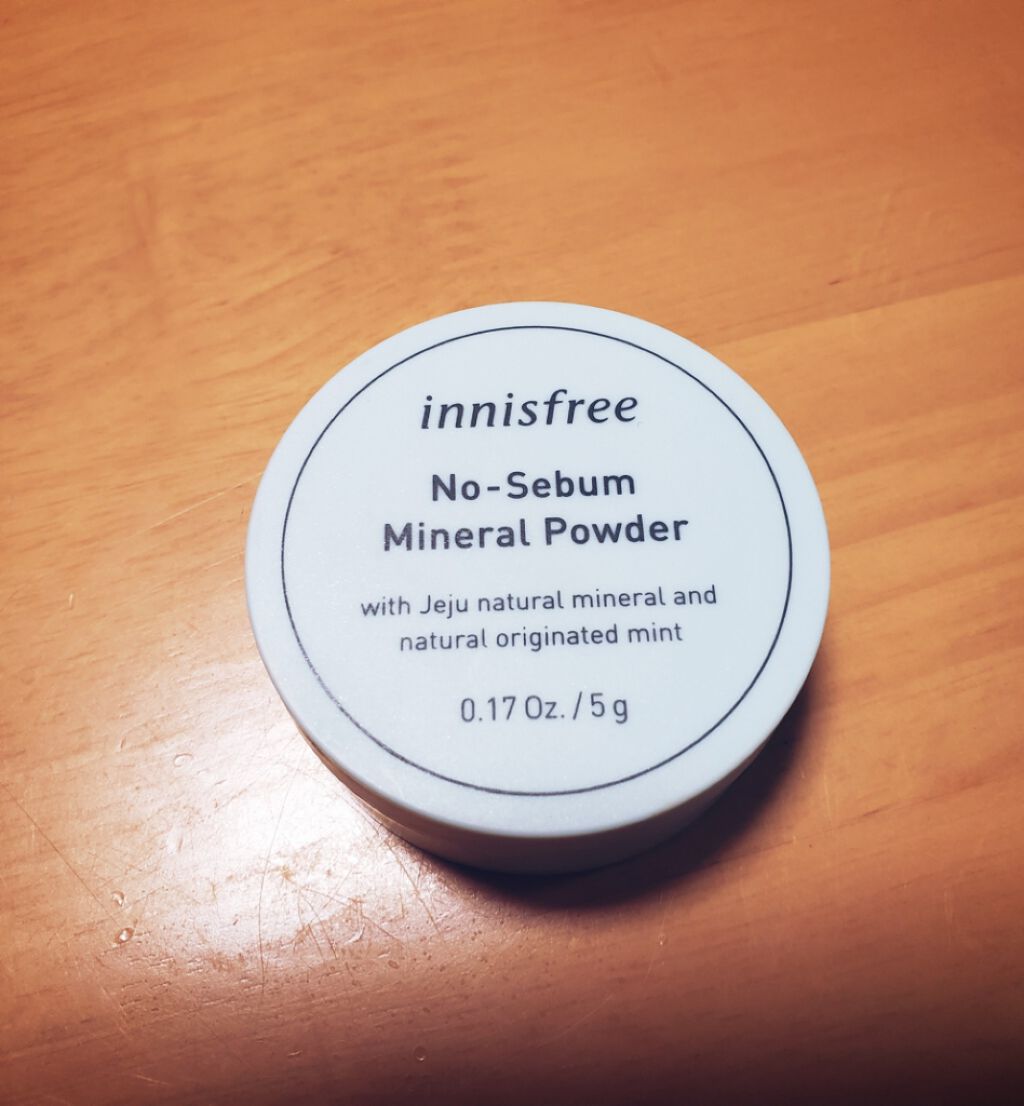 innisfree
No-Sebum
Mineral Powder
with Jeju natural mineral and
natural originated mint
0.17 Oz. / 5 g